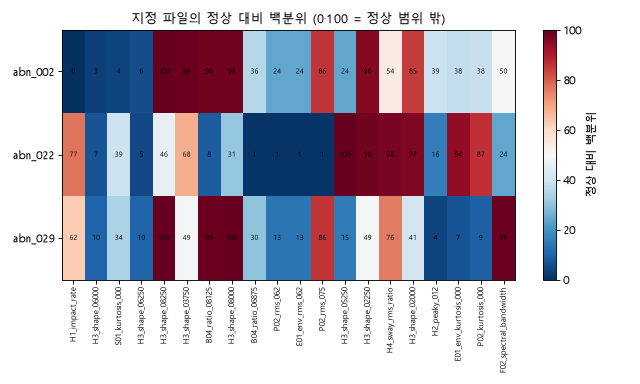 지정 파일의 정상 대비 백분위 (0·100 = 정상 범위 밖)
abn_002
0 3 4 6 100 99 98 99 36 24 24 86 24 96 54 85 39 38 38 50
abn_022
77 7 39 5 46 68 8 31 1 1 1 1 100 98 98 97 16 94 87 24
abn_029
62 10 34 10 100 49 99 100 30 13 13 86 15 49 76 41 4 7 9 99
H1_impact_rate
H3_shape_06000
S01_kurtosis_000
H3_shape_06250
H3_shape_08250
H3_shape_03750
B04_ratio_08125
H3_shape_08000
B04_ratio_06875
P02_rms_062
E01_env_rms_062
P02_rms_075
H3_shape_05250
H3_shape_02250
H4_sway_rms_ratio
H3_shape_02000
H2_peaky_012
E01_env_kurtosis_000
P02_kurtosis_000
F02_spectral_bandwidth
100
80
60
40
20
0
정상 대비 백분위